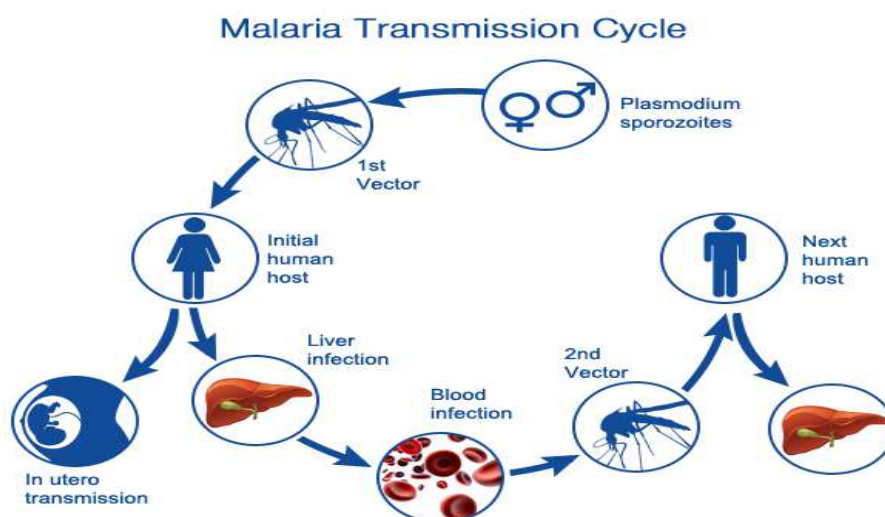 Malaria Transmission Cycle
Plasmodium
sporozoites
1st
Vector
Initial
human
host
Next
human
host
Liver
infection
2nd
Vector
Blood
infection
In utero
transmission